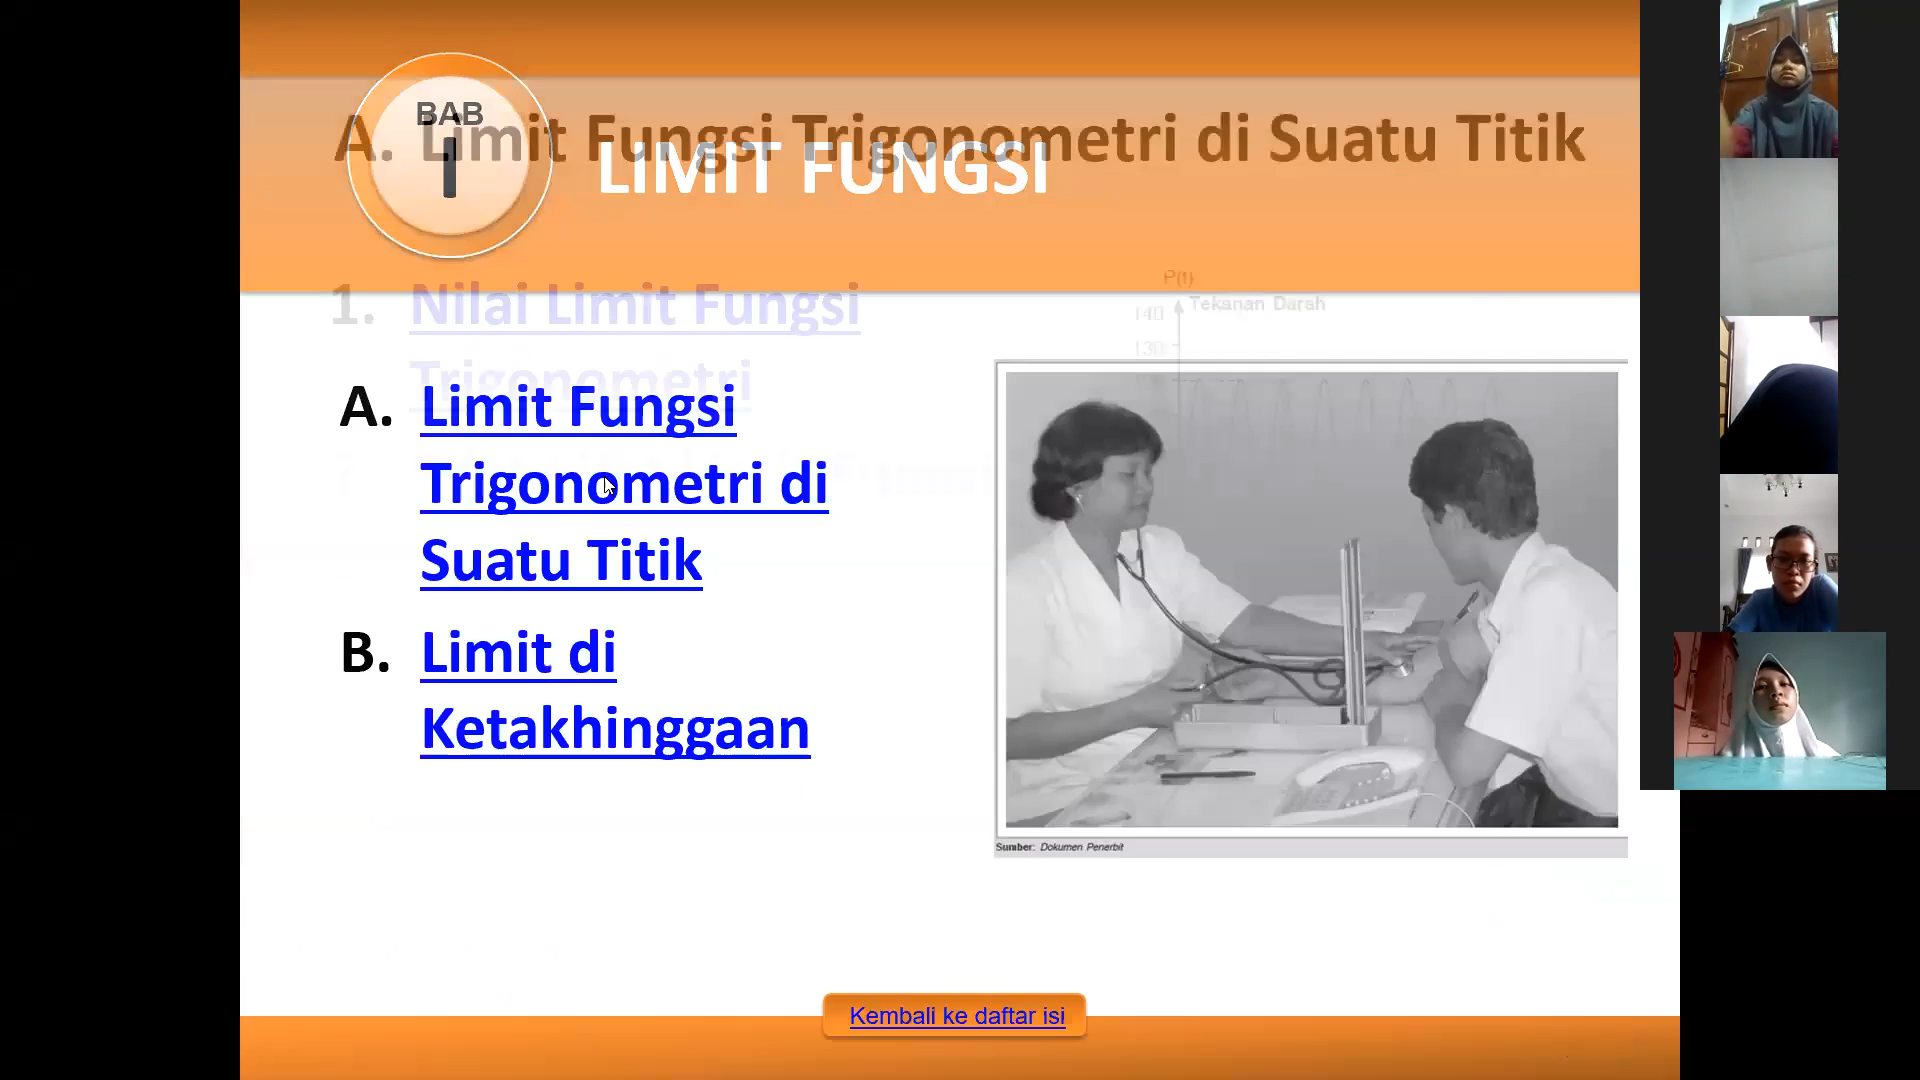 BAB
I
LIMIT FUNGSI
A. Limit Fungsi Trigonometri di Suatu Titik
1. Nilai Limit Fungsi
Trigonometri
P(t)
Tekanan Darah
140
130
A. Limit Fungsi
Trigonometri di
Suatu Titik
B. Limit di
Ketakhinggaan
Sumber: Dokumen Penerbit
Kembali ke daftar isi